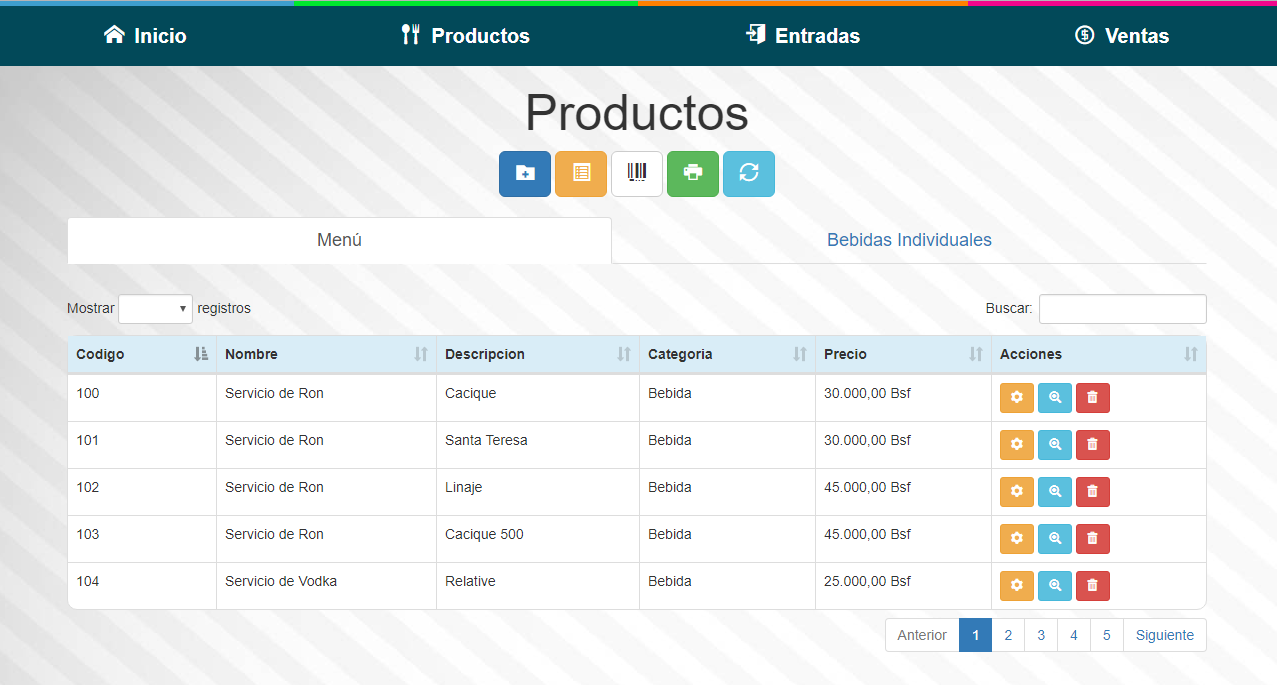 Inicio Productos Entradas Ventas
Productos
Menú Bebidas Individuales
Mostrar registros Buscar:
Codigo Nombre Descripcion Categoria Precio Acciones
100 Servicio de Ron Cacique Bebida 30.000,00 Bsf
101 Servicio de Ron Santa Teresa Bebida 30.000,00 Bsf
102 Servicio de Ron Linaje Bebida 45.000,00 Bsf
103 Servicio de Ron Cacique 500 Bebida 45.000,00 Bsf
104 Servicio de Vodka Relative Bebida 25.000,00 Bsf
Anterior 1 2 3 4 5 Siguiente